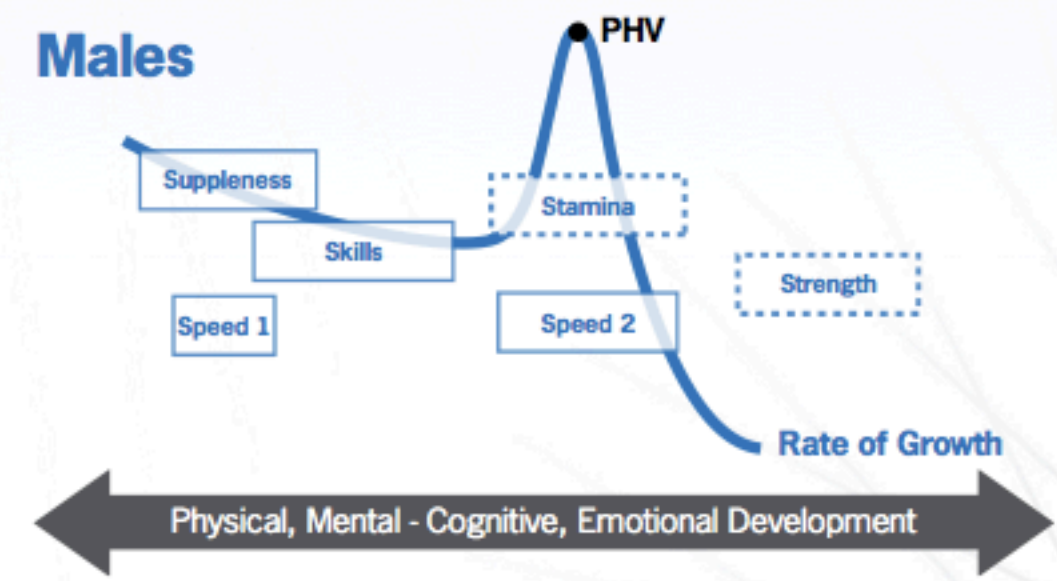 PHV
Males
Suppleness
Stamina
Skills
Strength
Speed 1
Speed 2
Rate of Growth
Physical, Mental - Cognitive, Emotional Development